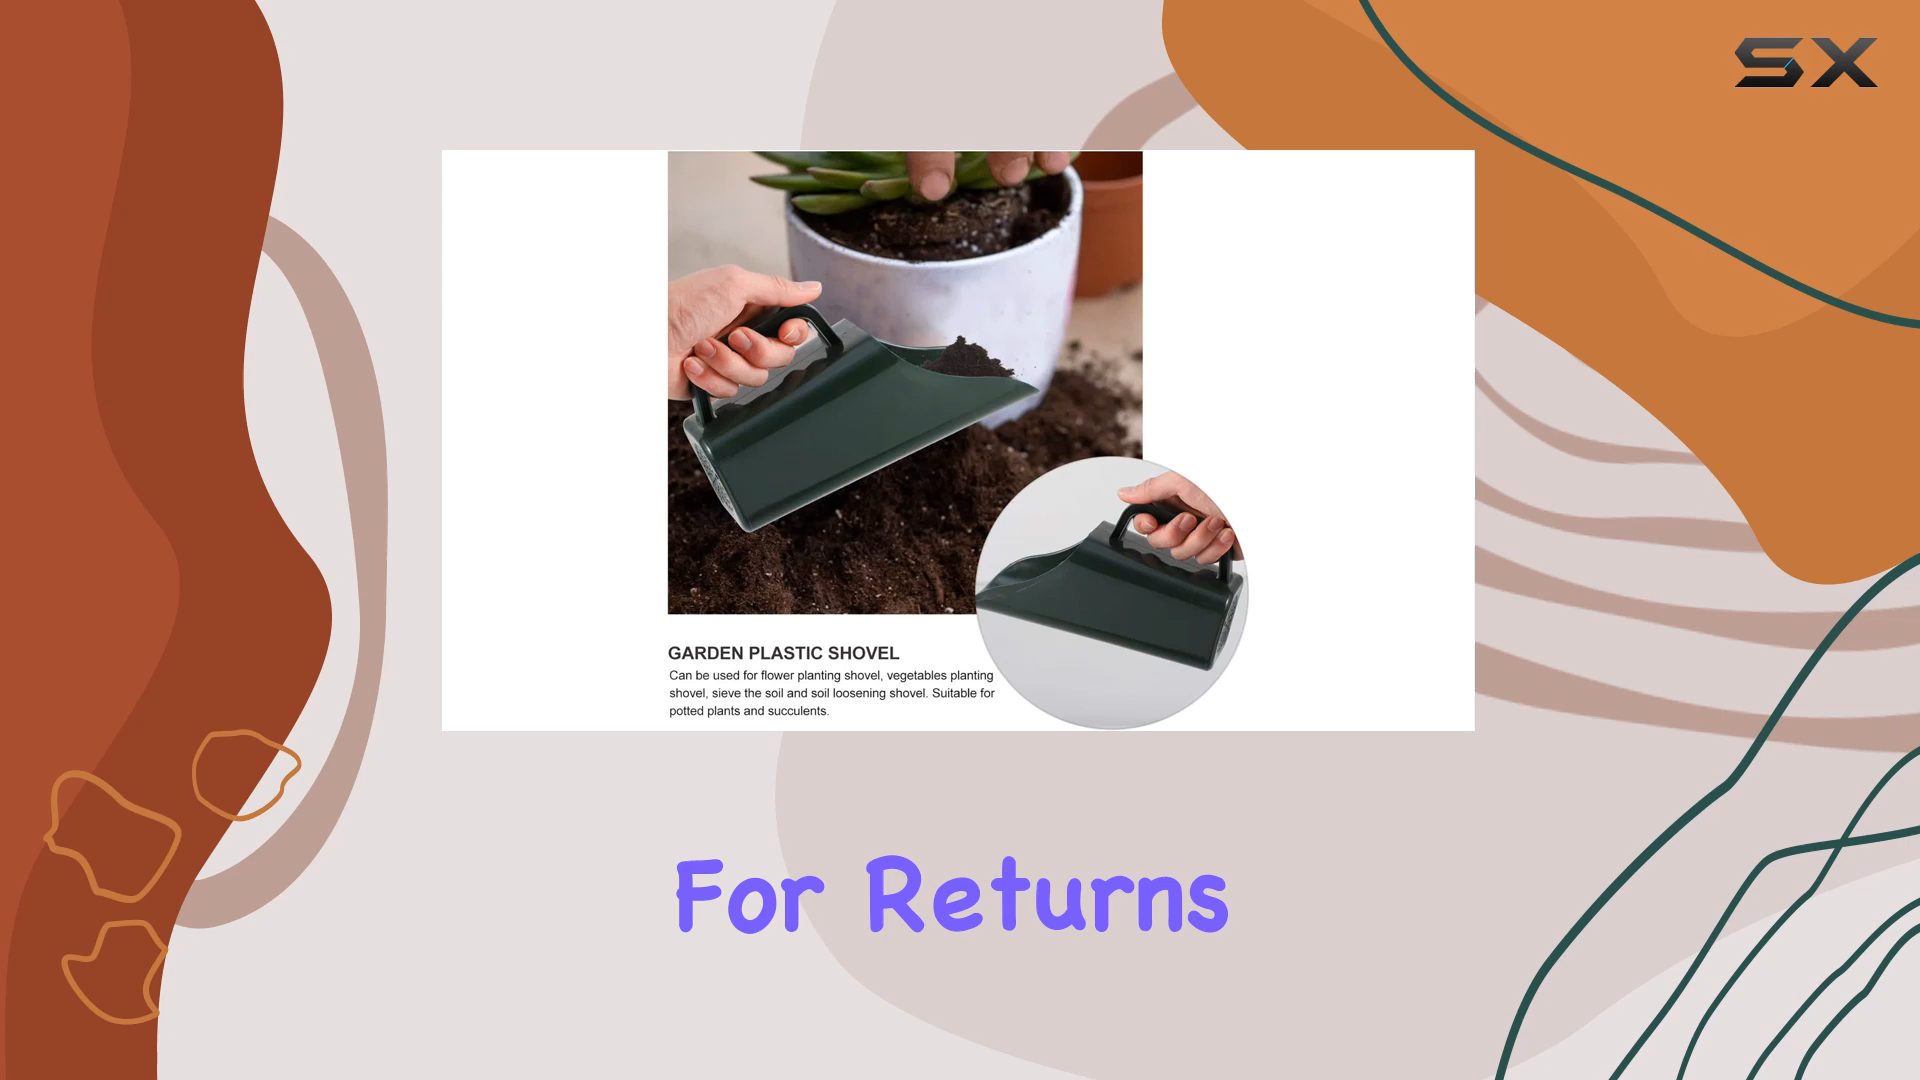 SX
GARDEN PLASTIC SHOVEL
Can be used for flower planting shovel, vegetables planting
shovel, sieve the soil and soil loosening shovel. Suitable for
potted plants and succulents.
For Returns